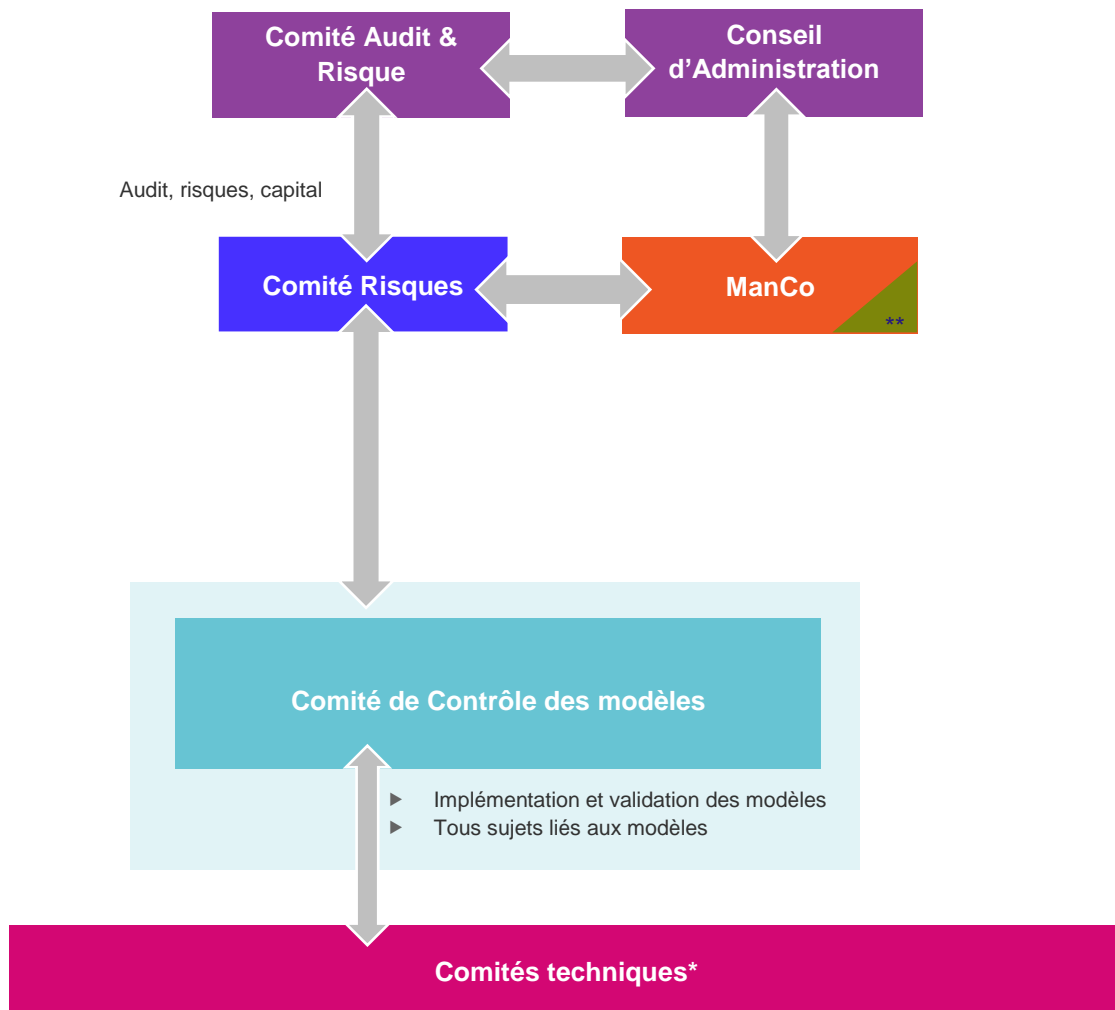 Comité Audit &
Risque
Conseil
d’Administration
Audit, risques, capital
Comité Risques
ManCo
**
Comité de Contrôle des modèles
Implémentation et validation des modèles
Tous sujets liés aux modèles
Comités techniques*